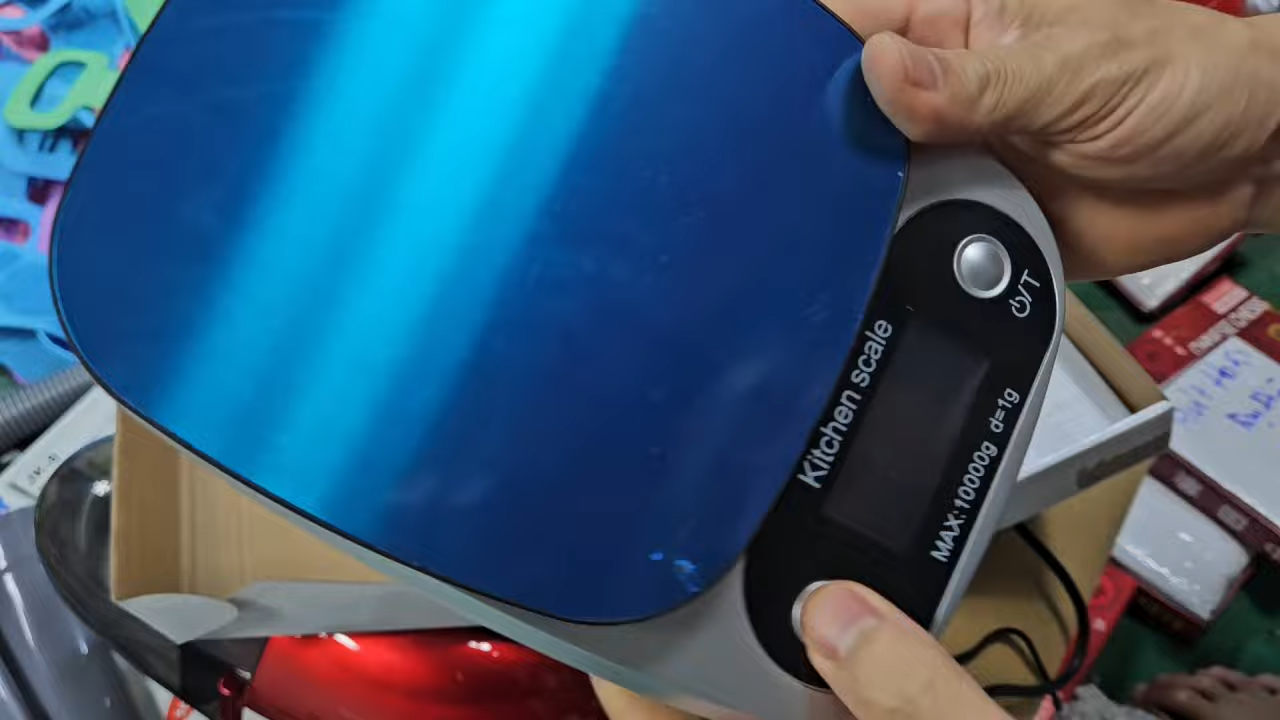 Kitchen scale
⏻/T
MAX:10000g d=1g